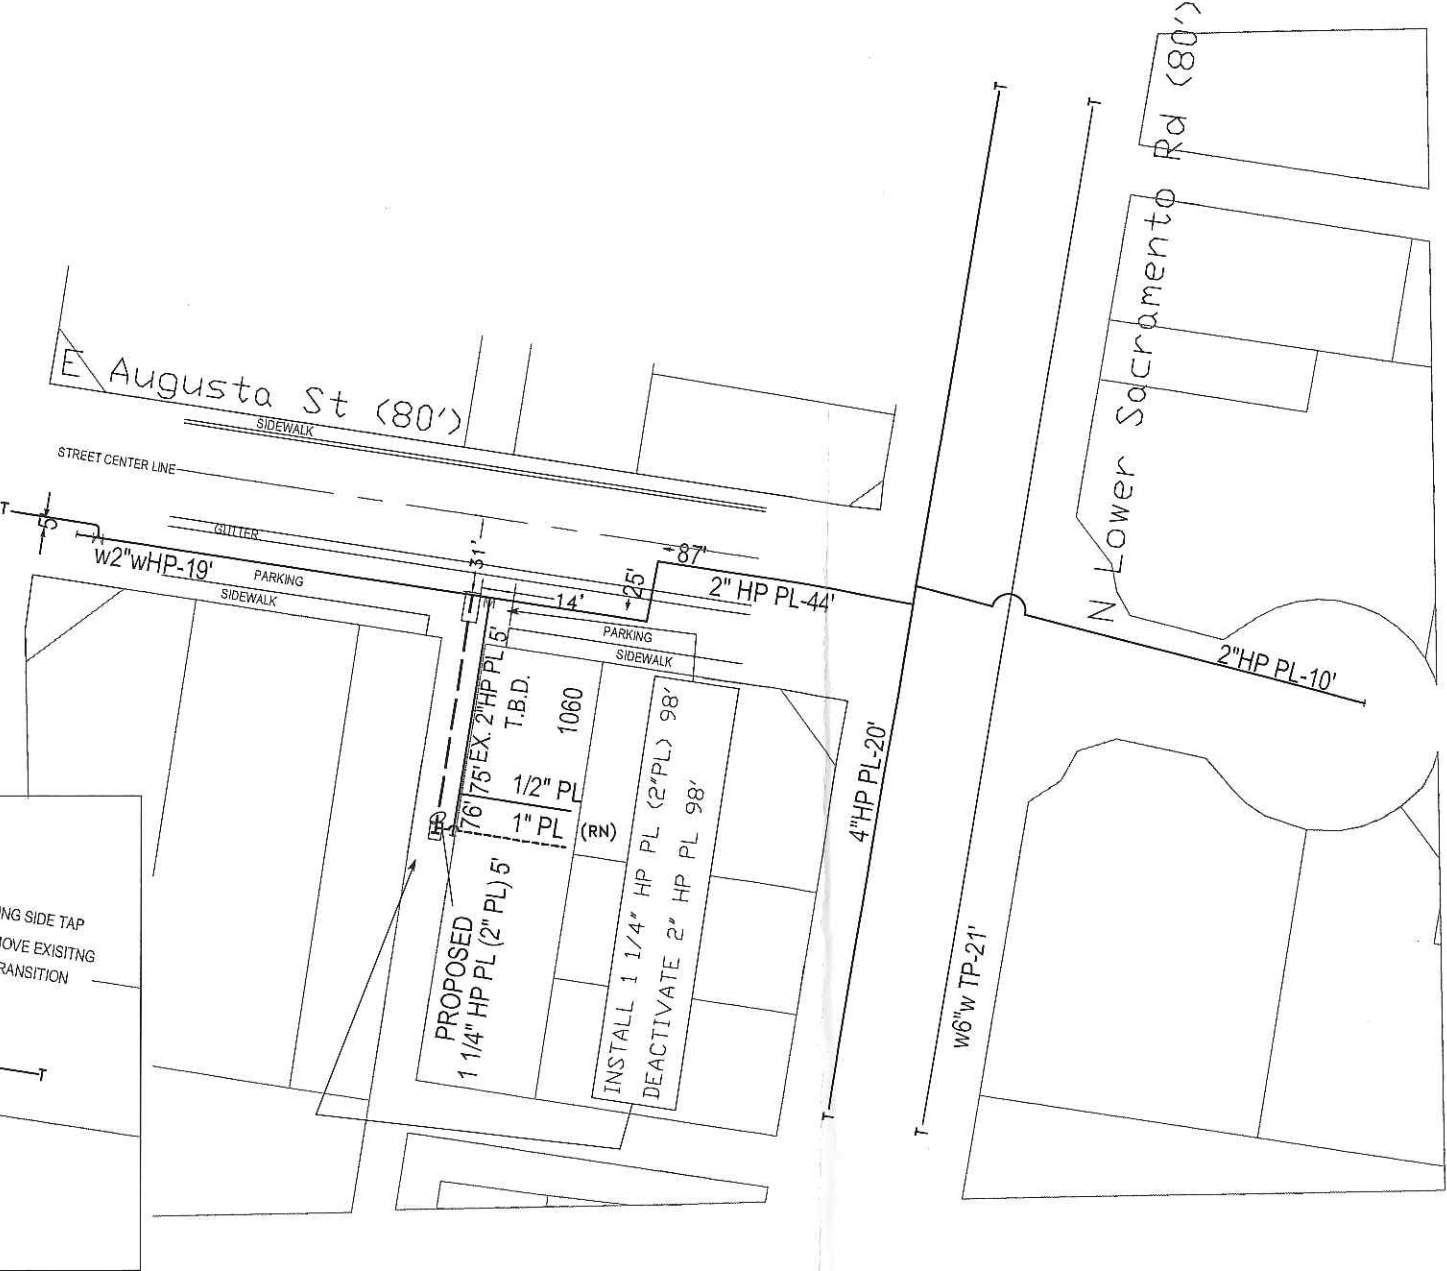 N Lower Sacramento Rd (80')
E Augusta St (80')
SIDEWALK
STREET CENTER LINE
T
T
T
5'
GUTTER
w2"wHP-19'
PARKING
SIDEWALK
31'
14'
25'
87'
2" HP PL-44'
PARKING
SIDEWALK
2"HP PL-10'
75' EX. 2"HP PL 5'
T.B.D.
1060
76'
1/2" PL
1" PL (RN)
PROPOSED
1 1/4" HP PL (2" PL) 5'
INSTALL 1 1/4" HP PL (2"PL) 98'
DEACTIVATE 2" HP PL 98'
4"HP PL-20'
w6"w TP-21'
NG SIDE TAP
MOVE EXISITNG
RANSITION
T
T
T